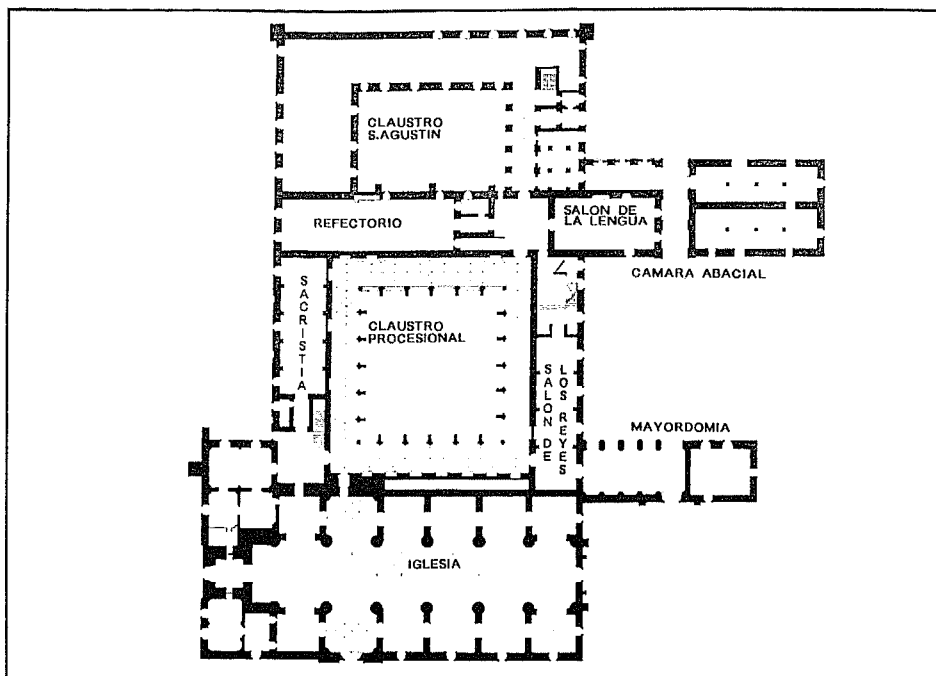 CLAUSTRO
S.AGUSTIN
REFECTORIO
SALON DE
LA LENGUA
CAMARA ABACIAL
SACRISTIA
CLAUSTRO
PROCESIONAL
SALON DE
LOS REYES
MAYORDOMIA
IGLESIA